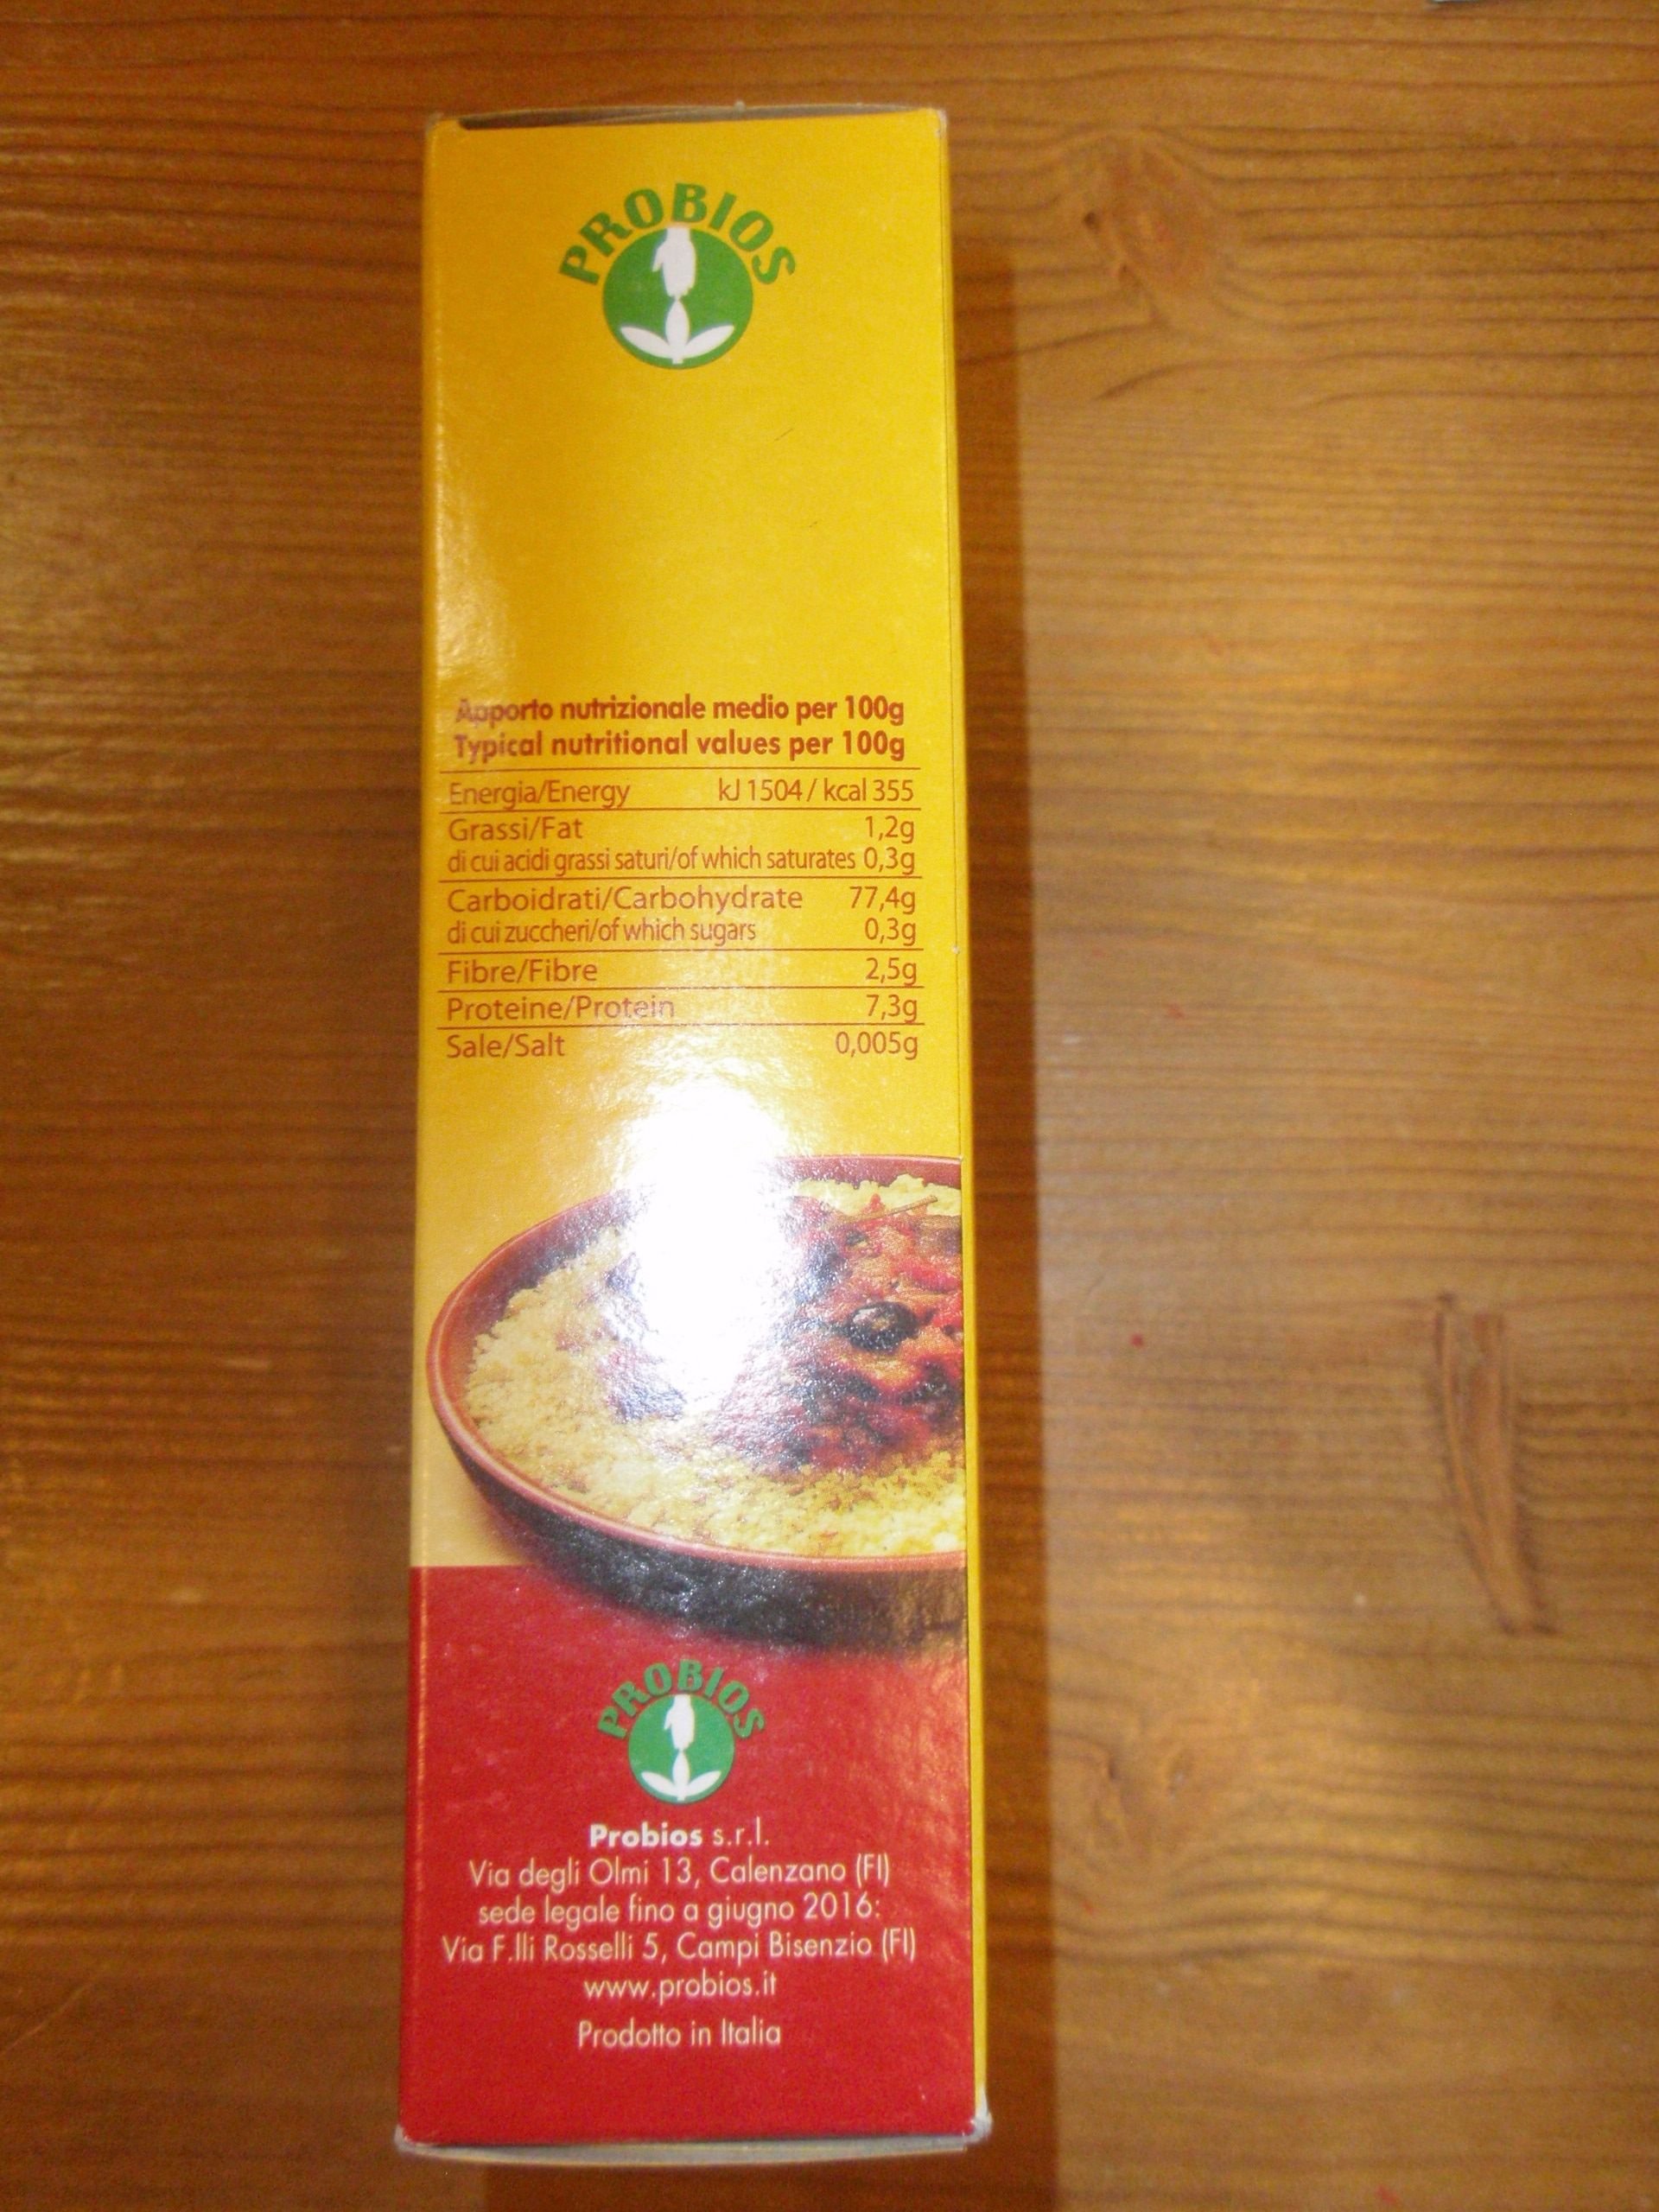 PROBIOS
Apporto nutrizionale medio per 100g
Typical nutritional values per 100g
Energia/Energy kJ 1504 / kcal 355
Grassi/Fat 1,2g
di cui acidi grassi saturi/of which saturates 0,3g
Carboidrati/Carbohydrate 77,4g
di cui zuccheri/of which sugars 0,3g
Fibre/Fibre 2,5g
Proteine/Protein 7,3g
Sale/Salt 0,005g
PROBIOS
Probios s.r.l.
Via degli Olmi 13, Calenzano (FI)
sede legale fino a giugno 2016:
Via F.lli Rosselli 5, Campi Bisenzio (FI)
www.probios.it
Prodotto in Italia